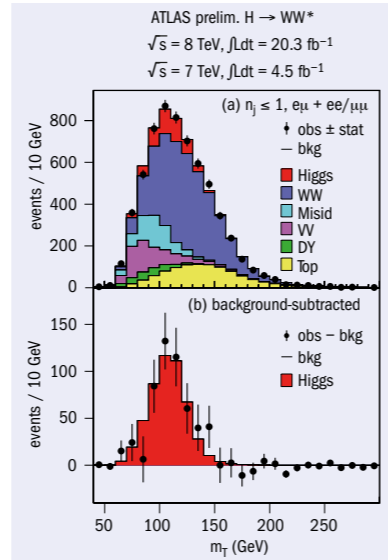 ATLAS prelim. H → WW*
√s = 8 TeV, ∫Ldt = 20.3 fb⁻¹
√s = 7 TeV, ∫Ldt = 4.5 fb⁻¹
(a) nⱼ ≤ 1, eμ + ee/μμ
obs ± stat
bkg
Higgs
WW
Misid
VV
DY
Top
events / 10 GeV
800
600
400
200
0
(b) background-subtracted
obs – bkg
bkg
Higgs
events / 10 GeV
150
100
50
0
50 100 150 200 250
m_T (GeV)